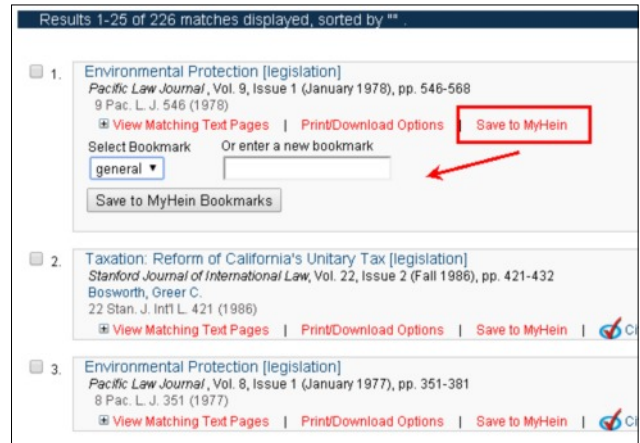 Results 1-25 of 226 matches displayed, sorted by "" .
1. Environmental Protection [legislation]
Pacific Law Journal , Vol. 9, Issue 1 (January 1978), pp. 546-568
9 Pac. L. J. 546 (1978)
View Matching Text Pages | Print/Download Options | Save to MyHein
Select Bookmark Or enter a new bookmark
general
Save to MyHein Bookmarks
2. Taxation: Reform of California's Unitary Tax [legislation]
Stanford Journal of International Law, Vol. 22, Issue 2 (Fall 1986), pp. 421-432
Bosworth, Greer C.
22 Stan. J. Int'l L. 421 (1986)
View Matching Text Pages | Print/Download Options | Save to MyHein | Ci
3. Environmental Protection [legislation]
Pacific Law Journal , Vol. 8, Issue 1 (January 1977), pp. 351-381
8 Pac. L. J. 351 (1977)
View Matching Text Pages | Print/Download Options | Save to MyHein | Ci